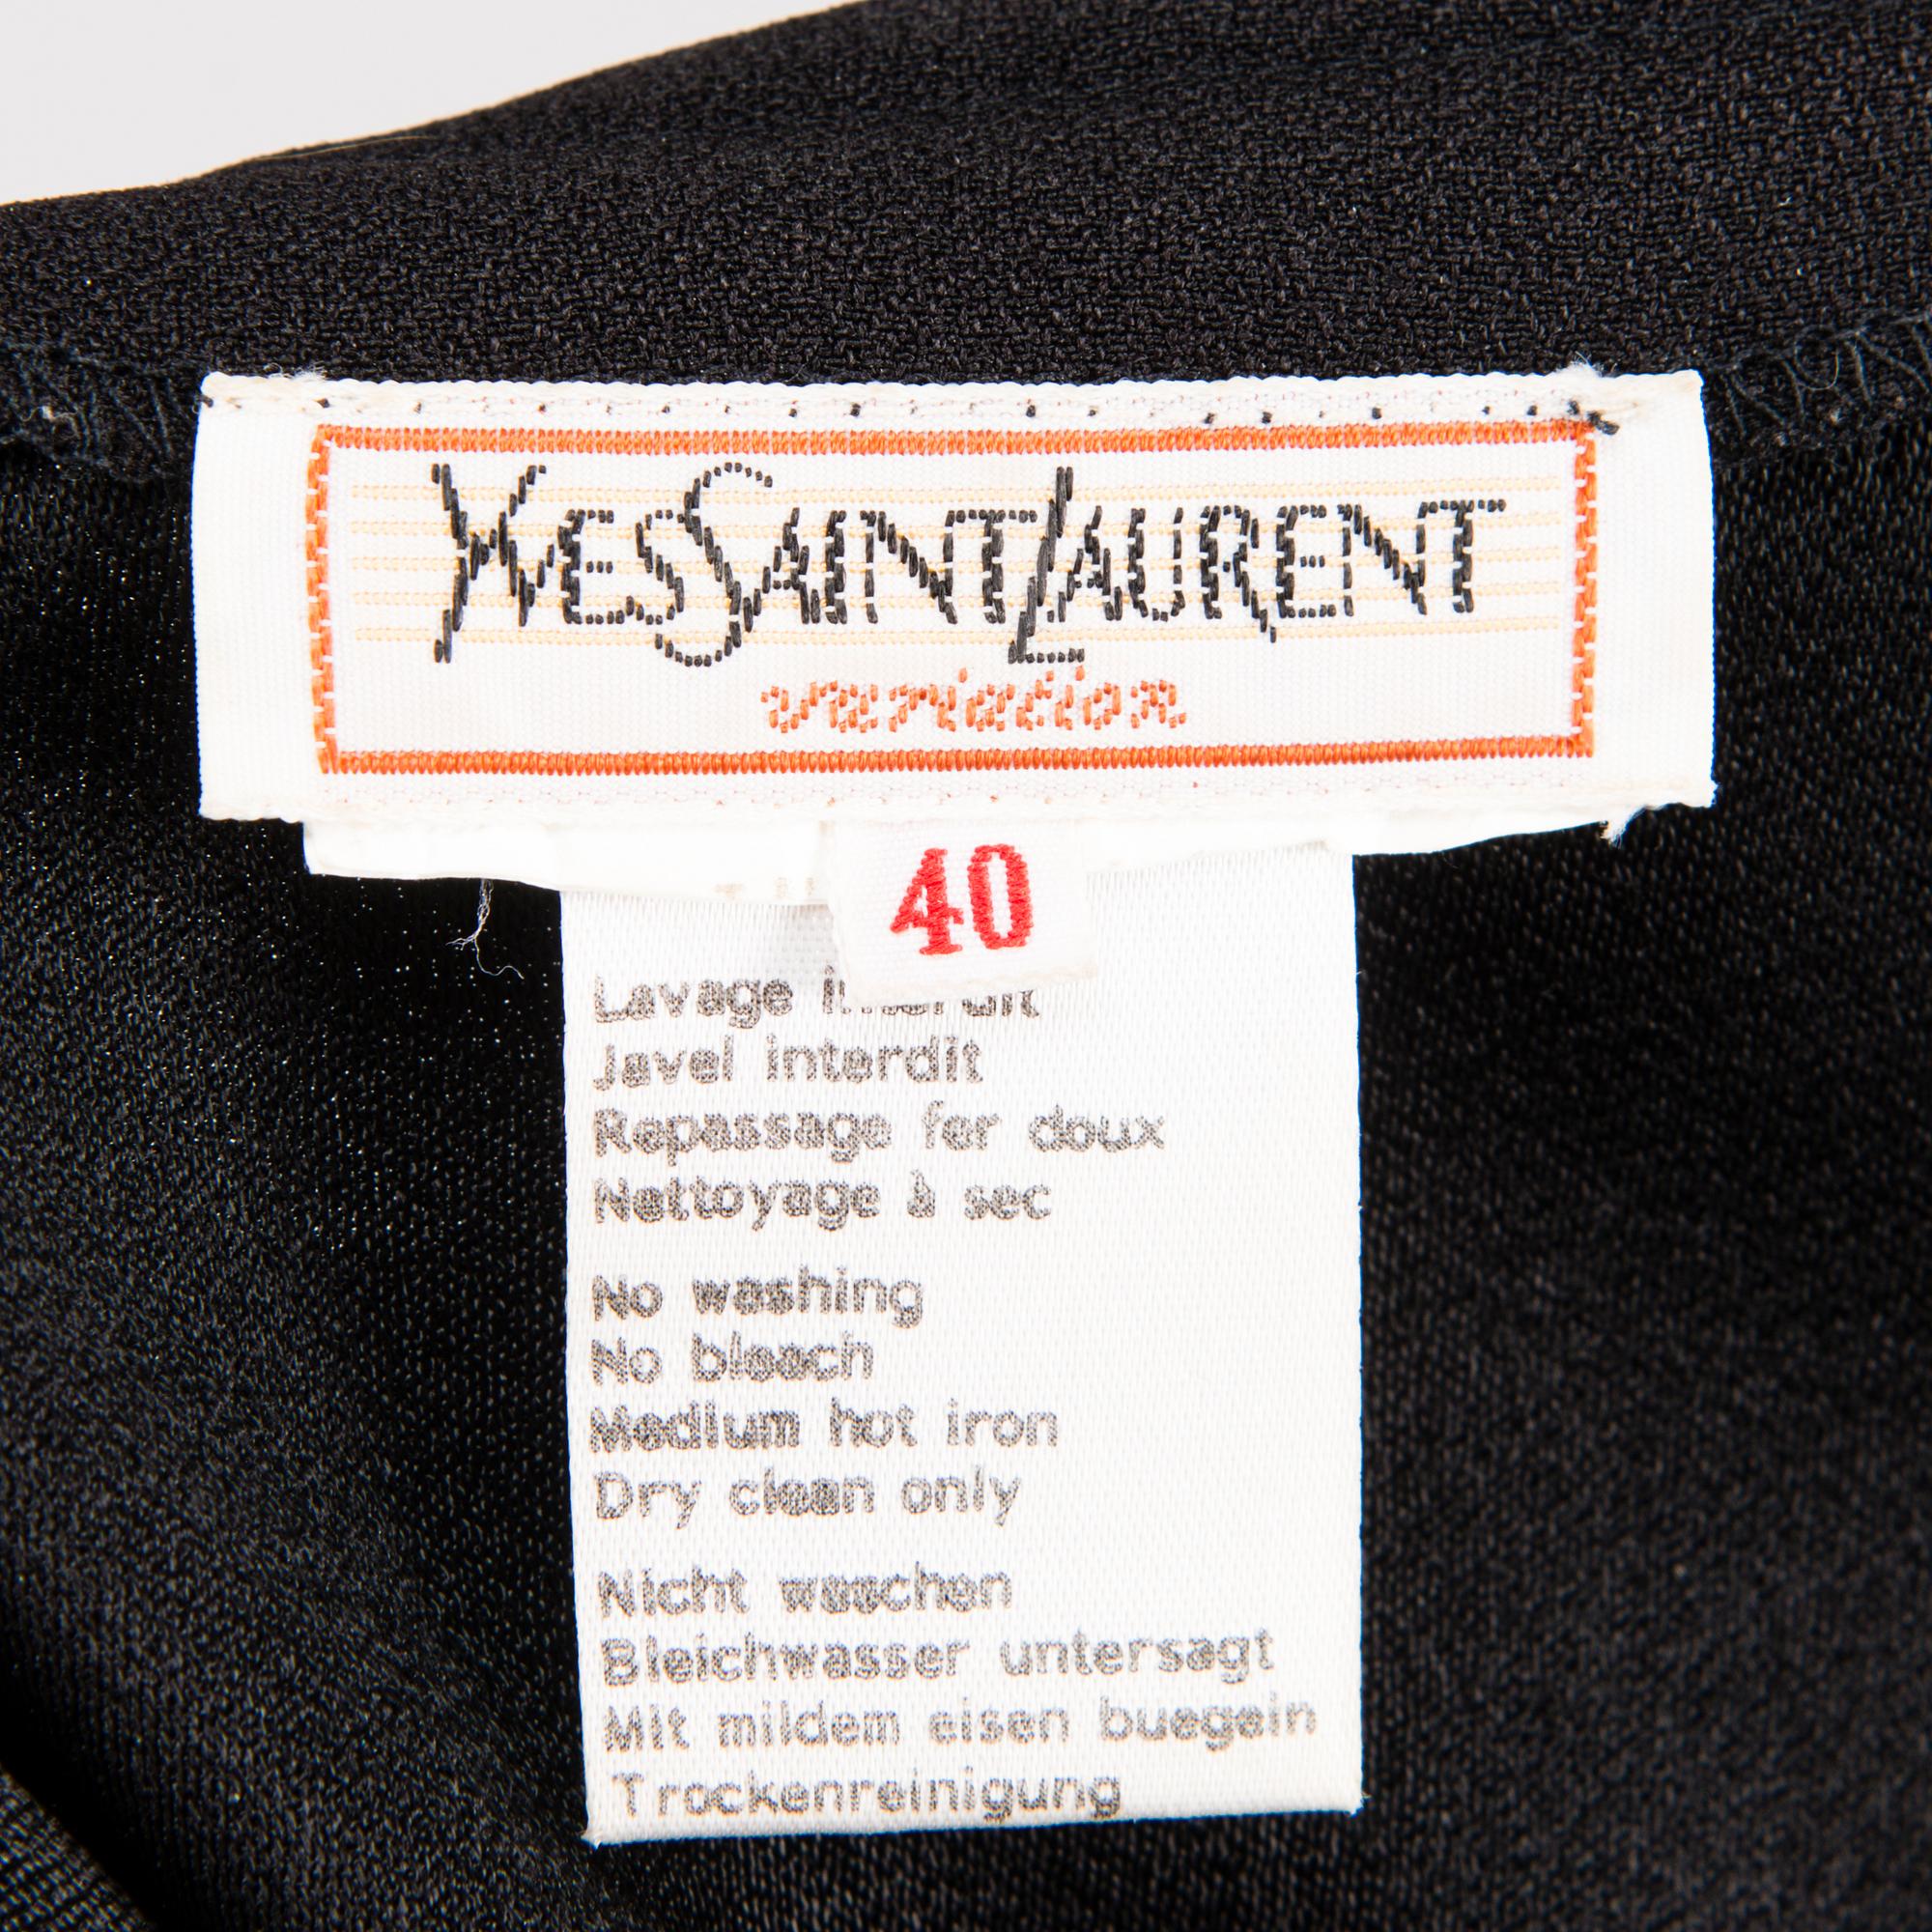 YvesSaintLaurent
variation
40
Lavage interdit
Javel interdit
Repassage fer doux
Nettoyage à sec
No washing
No bleach
Medium hot iron
Dry clean only
Nicht waschen
Bleichwasser untersagt
Mit mildem eisen buegein
Trockenreinigung